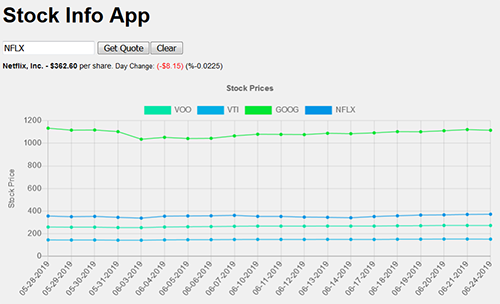 Stock Info App
NFLX Get Quote Clear
Netflix, Inc. - $362.60 per share. Day Change: (-$8.15) (%-0.0225)
Stock Prices
VOO VTI GOOG NFLX
1200
1000
800
600
400
200
0
Stock Price
05-28-2019 05-29-2019 05-30-2019 05-31-2019 06-03-2019 06-04-2019 06-05-2019 06-06-2019 06-07-2019 06-10-2019 06-11-2019 06-12-2019 06-13-2019 06-14-2019 06-17-2019 06-18-2019 06-19-2019 06-20-2019 06-21-2019 06-24-2019